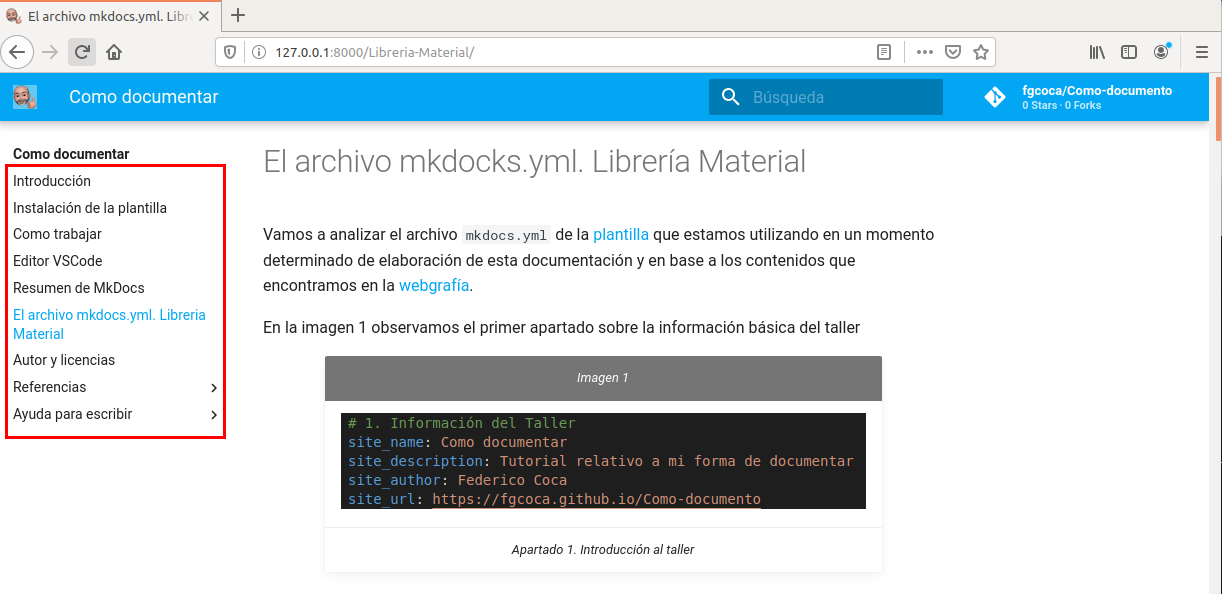 El archivo mkdocs.yml. Libre
127.0.0.1:8000/Libreria-Material/
Como documentar
Búsqueda
fgcoca/Como-documento
0 Stars · 0 Forks
Como documentar
Introducción
Instalación de la plantilla
Como trabajar
Editor VSCode
Resumen de MkDocs
El archivo mkdocs.yml. Libreria
Material
Autor y licencias
Referencias
Ayuda para escribir
El archivo mkdocks.yml. Librería Material
Vamos a analizar el archivo mkdocs.yml de la plantilla que estamos utilizando en un momento
determinado de elaboración de esta documentación y en base a los contenidos que
encontramos en la webgrafía.
En la imagen 1 observamos el primer apartado sobre la información básica del taller
Imagen 1
# 1. Información del Taller
site_name: Como documentar
site_description: Tutorial relativo a mi forma de documentar
site_author: Federico Coca
site_url: https://fgcoca.github.io/Como-documento
Apartado 1. Introducción al taller